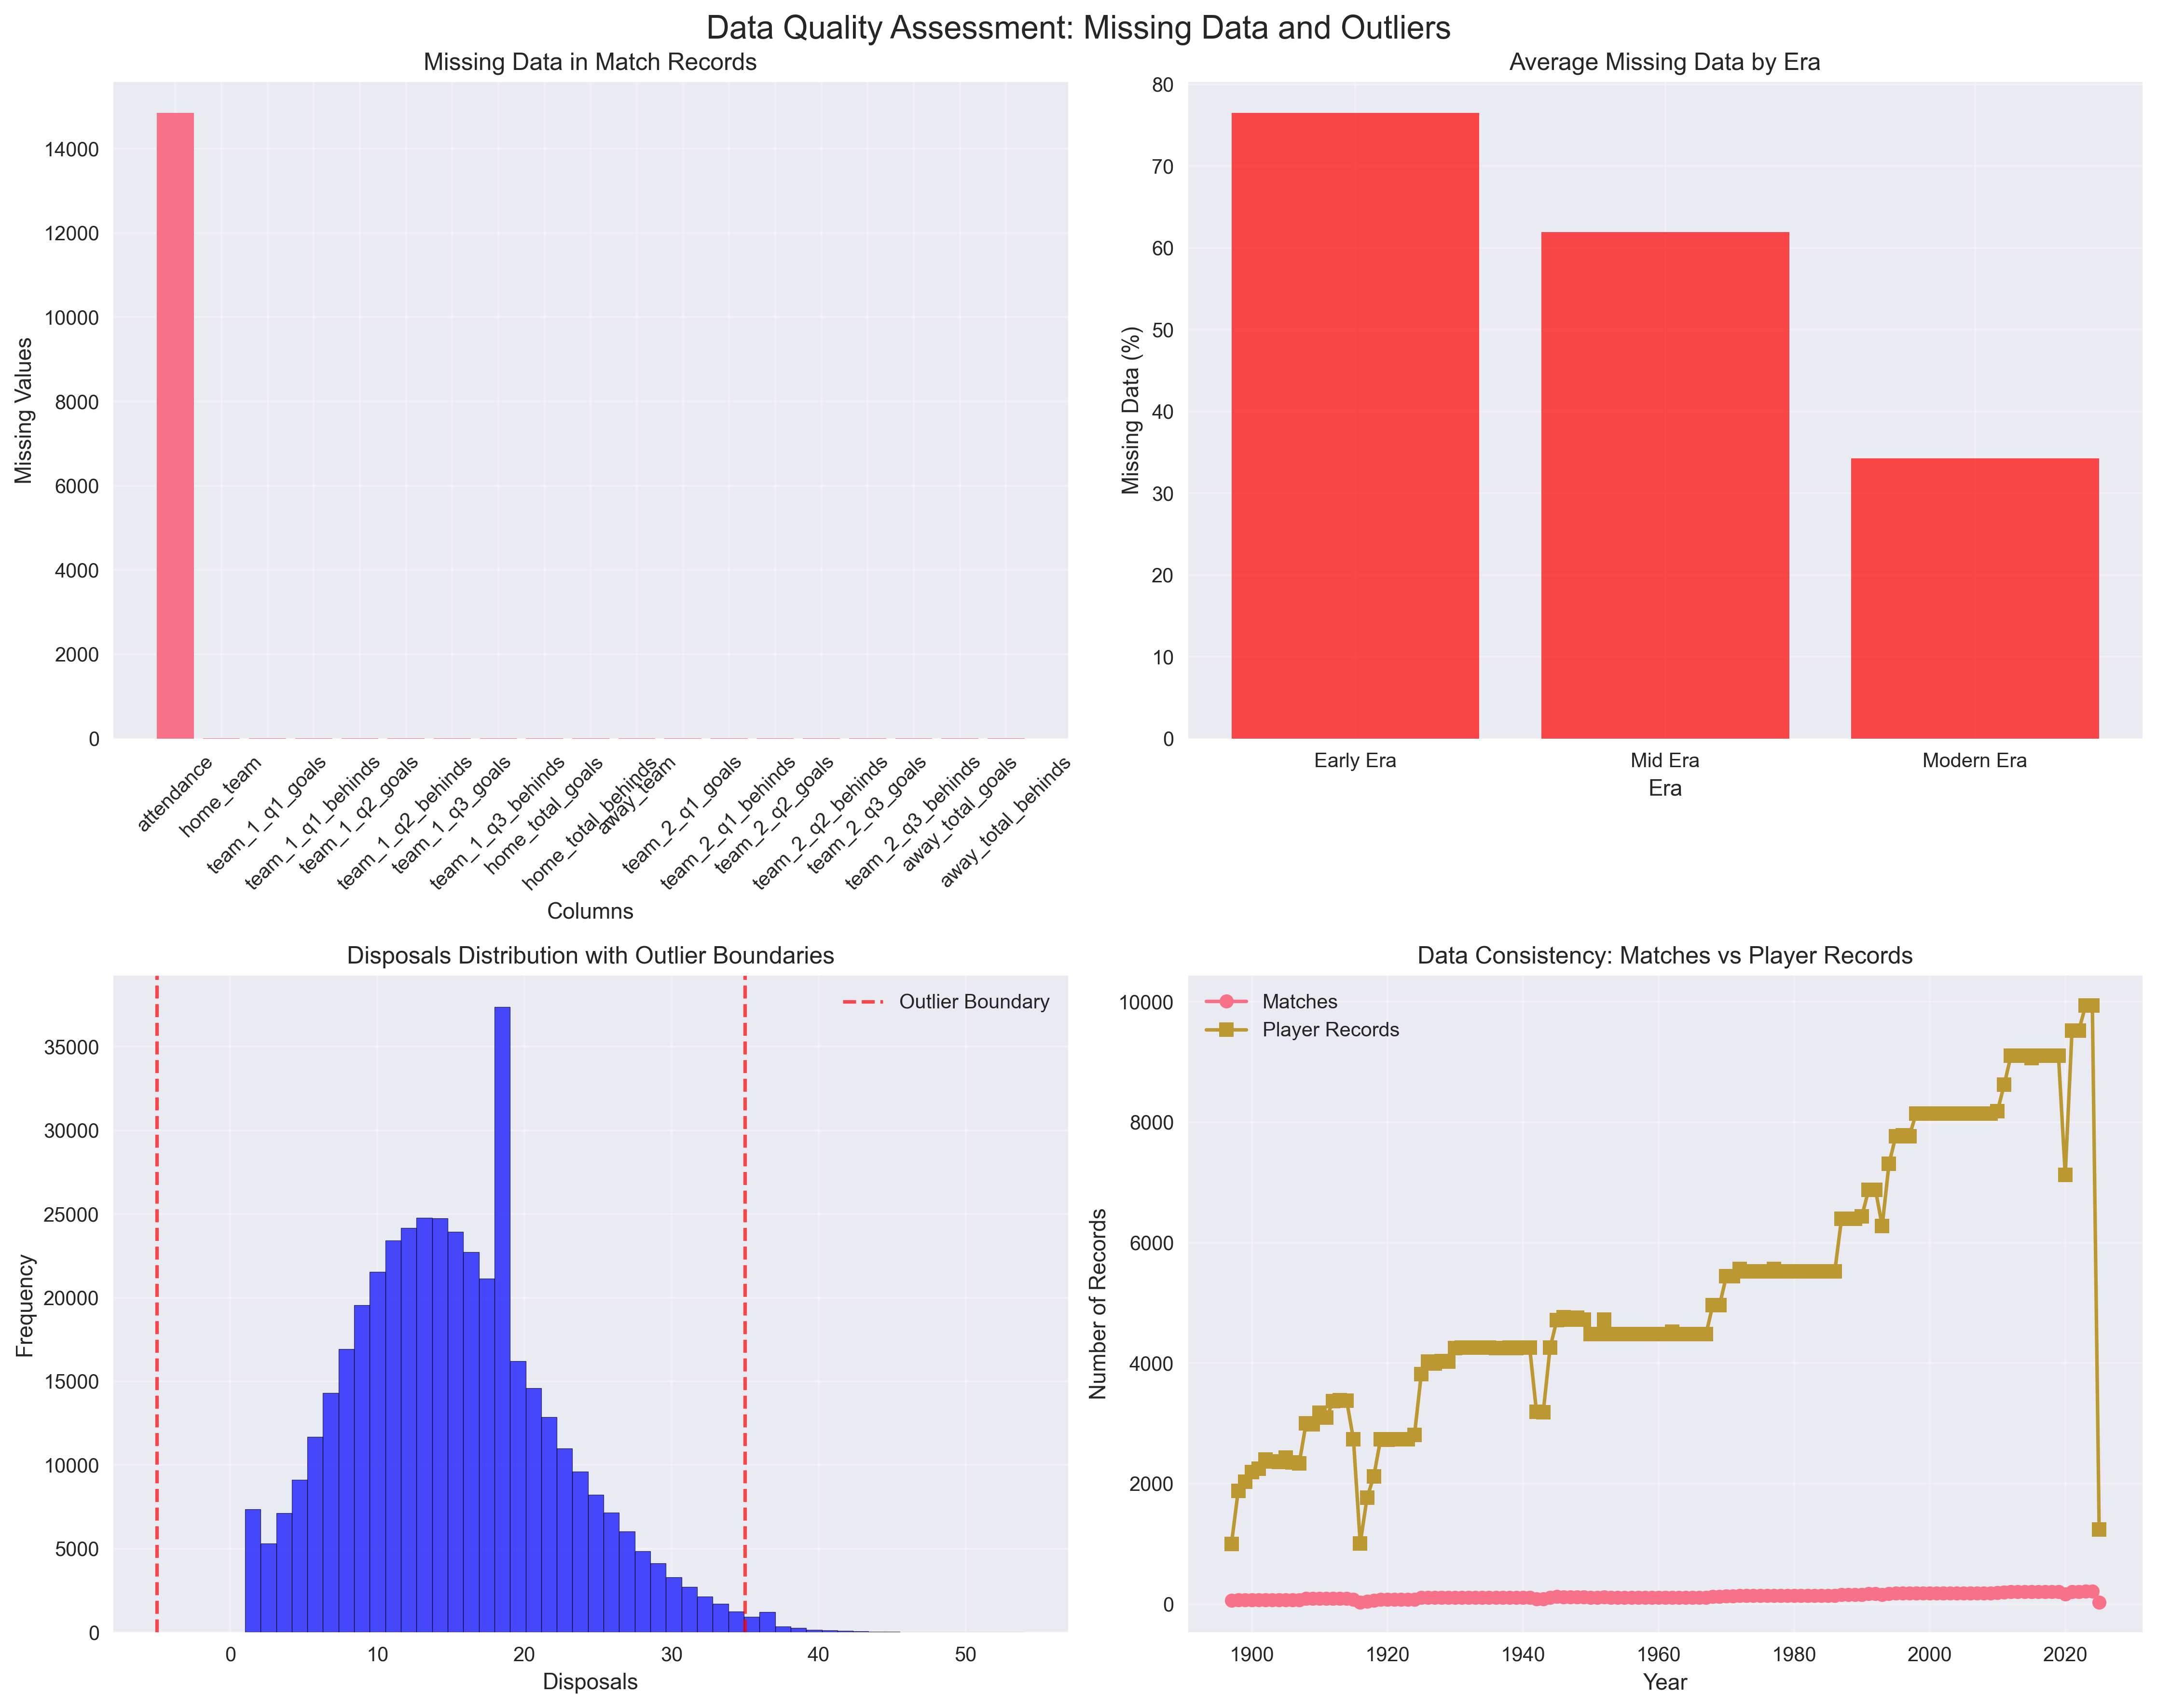 Data Quality Assessment: Missing Data and Outliers
Missing Data in Match Records
Missing Values
14000
12000
10000
8000
6000
4000
2000
0
attendance
home_team
team_1_q1_goals
team_1_q1_behinds
team_1_q2_goals
team_1_q2_behinds
team_1_q3_goals
team_1_q3_behinds
home_total_goals
home_total_behinds
away_team
team_2_q1_goals
team_2_q1_behinds
team_2_q2_goals
team_2_q2_behinds
team_2_q3_goals
team_2_q3_behinds
away_total_goals
away_total_behinds
Columns
Average Missing Data by Era
Missing Data (%)
80
70
60
50
40
30
20
10
0
Early Era
Mid Era
Modern Era
Era
Disposals Distribution with Outlier Boundaries
Outlier Boundary
Frequency
35000
30000
25000
20000
15000
10000
5000
0
0 10 20 30 40 50
Disposals
Data Consistency: Matches vs Player Records
Matches
Player Records
Number of Records
10000
8000
6000
4000
2000
0
1900 1920 1940 1960 1980 2000 2020
Year